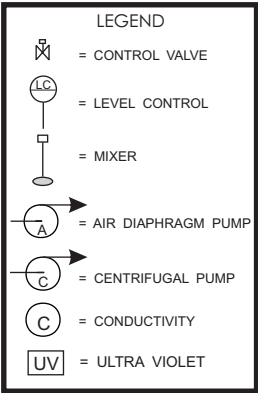 LEGEND
= CONTROL VALVE
LC
= LEVEL CONTROL
= MIXER
A
= AIR DIAPHRAGM PUMP
C
= CENTRIFUGAL PUMP
C
= CONDUCTIVITY
UV
= ULTRA VIOLET